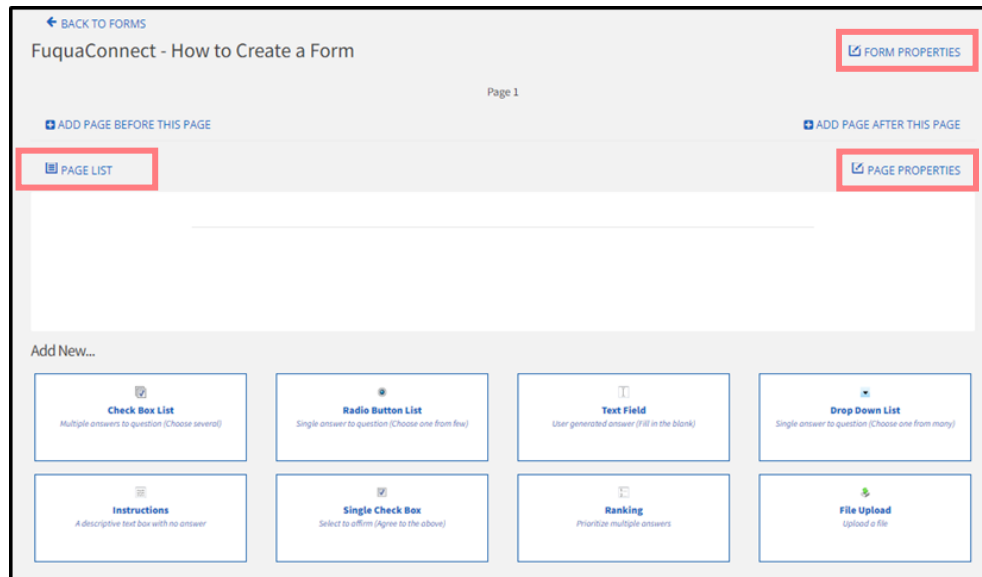 BACK TO FORMS
FuquaConnect - How to Create a Form
FORM PROPERTIES
Page 1
ADD PAGE BEFORE THIS PAGE
ADD PAGE AFTER THIS PAGE
PAGE LIST
PAGE PROPERTIES
Add New...
Check Box List
Multiple answers to question (Choose several)
Radio Button List
Single answer to question (Choose one from few)
Text Field
User generated answer (Fill in the blank)
Drop Down List
Single answer to question (Choose one from many)
Instructions
A descriptive text box with no answer
Single Check Box
Select to affirm (Agree to the above)
Ranking
Prioritize multiple answers
File Upload
Upload a file